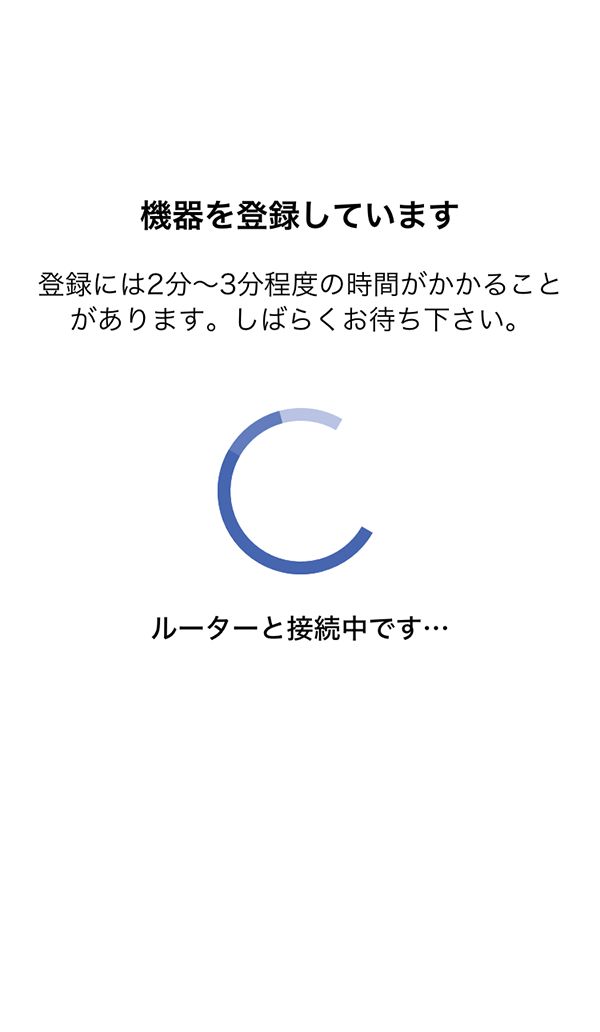 機器を登録しています
登録には2分〜3分程度の時間がかかること
があります。しばらくお待ち下さい。
ルーターと接続中です…